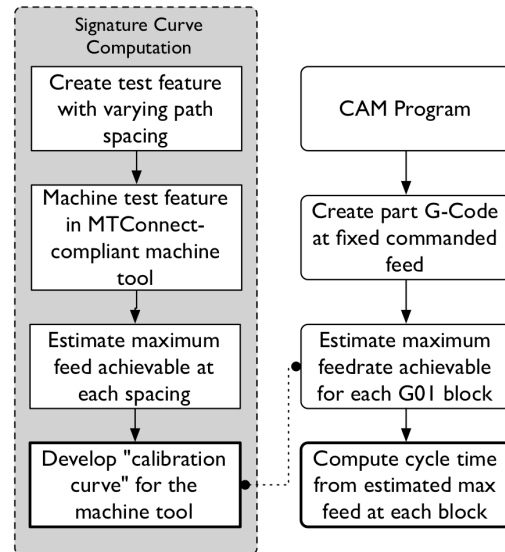 Signature Curve
Computation
Create test feature
with varying path
spacing
Machine test feature
in MTConnect-
compliant machine
tool
Estimate maximum
feed achievable at
each spacing
Develop "calibration
curve" for the
machine tool
CAM Program
Create part G-Code
at fixed commanded
feed
Estimate maximum
feedrate achievable
for each G01 block
Compute cycle time
from estimated max
feed at each block